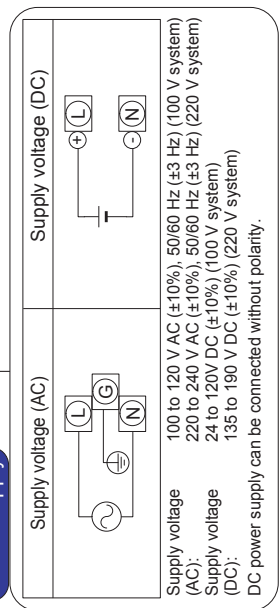 Supply voltage (AC)
Supply voltage (DC)
L
G
N
+ L
- N
Supply voltage 100 to 120 V AC (±10%), 50/60 Hz (±3 Hz) (100 V system)
(AC): 220 to 240 V AC (±10%), 50/60 Hz (±3 Hz) (220 V system)
Supply voltage 24 to 120V DC (±10%) (100 V system)
(DC): 135 to 190 V DC (±10%) (220 V system)
DC power supply can be connected without polarity.